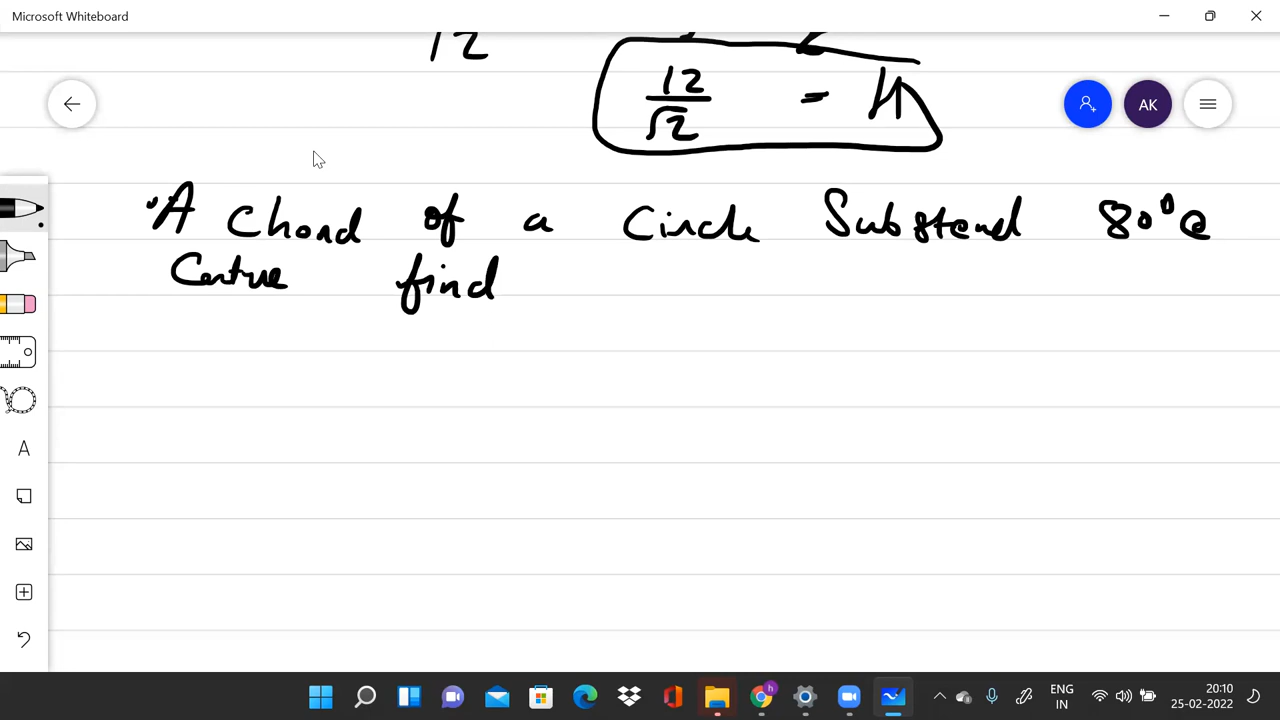 Microsoft Whiteboard
12
12
√2 = H
AK
"A Chord of a Circle Substend 80° @
Centre find
A
ENG
IN
20:10
25-02-2022
h